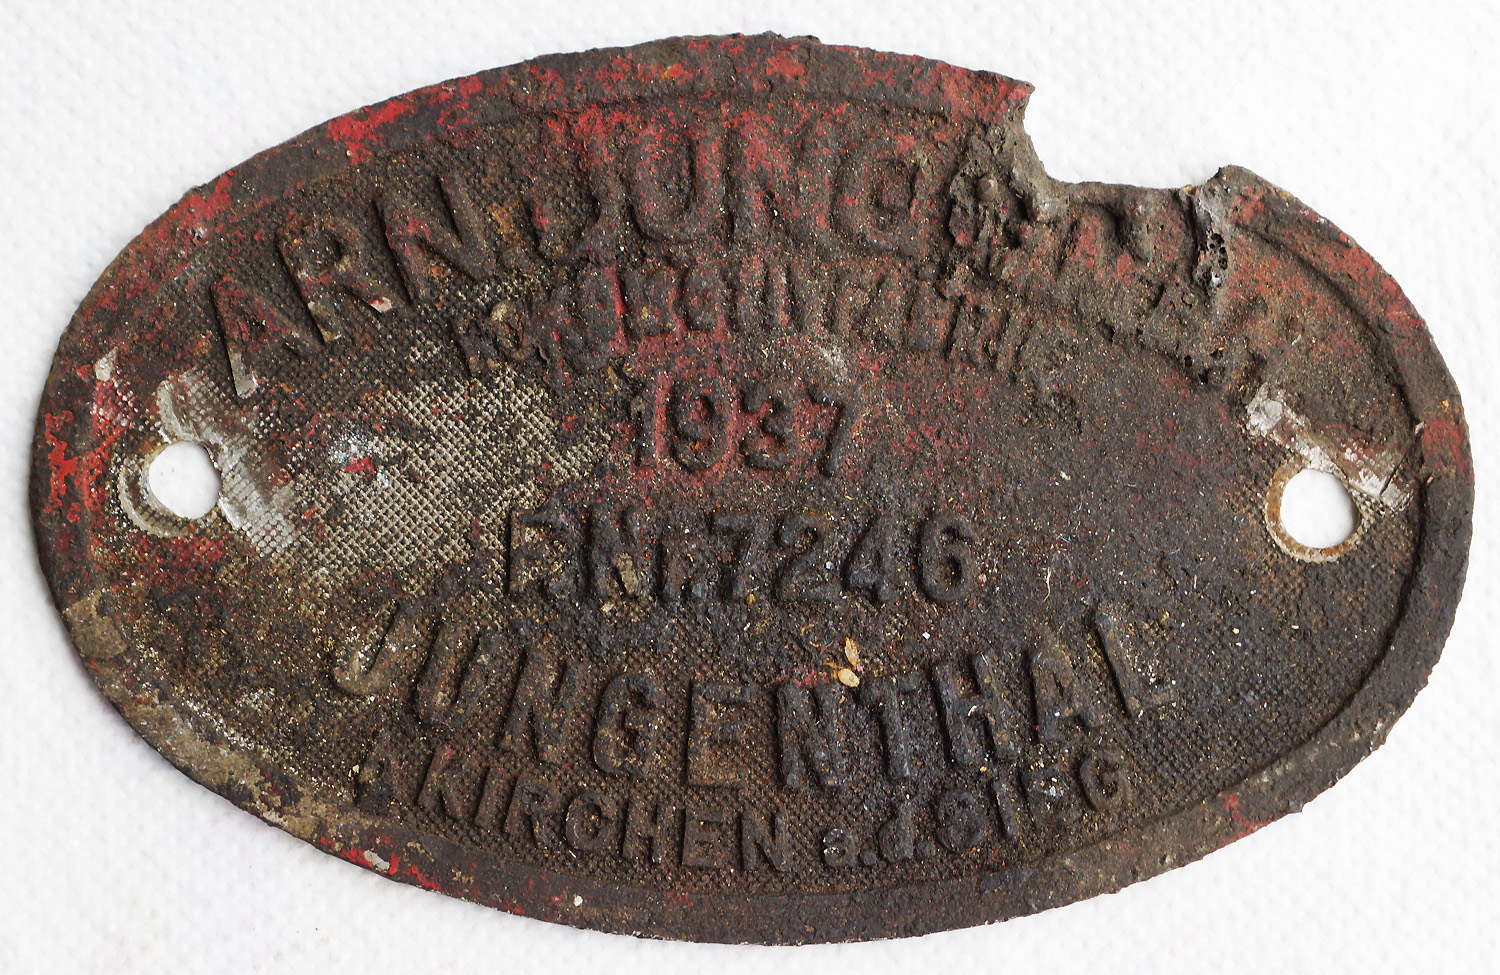 ARN.JUNG
1937
F.Nr.7246
JUNGENTHAL
KIRCHEN a.d.SIEG